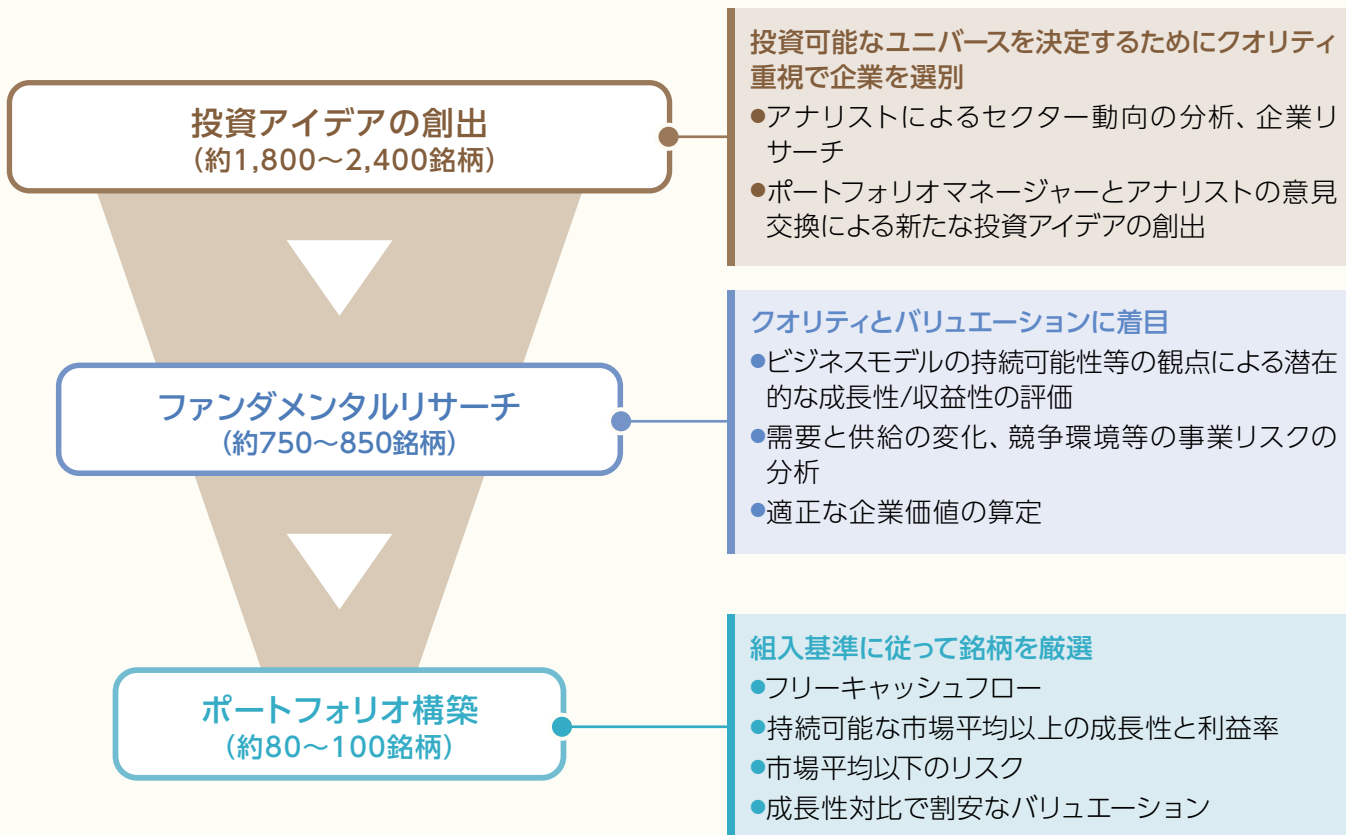 投資アイデアの創出
（約1,800～2,400銘柄）
投資可能なユニバースを決定するためにクオリティ
重視で企業を選別
●アナリストによるセクター動向の分析、企業リ
サーチ
●ポートフォリオマネージャーとアナリストの意見
交換による新たな投資アイデアの創出
ファンダメンタルリサーチ
（約750～850銘柄）
クオリティとバリュエーションに着目
●ビジネスモデルの持続可能性等の観点による潜在
的な成長性/収益性の評価
●需要と供給の変化、競争環境等の事業リスクの
分析
●適正な企業価値の算定
ポートフォリオ構築
（約80～100銘柄）
組入基準に従って銘柄を厳選
●フリーキャッシュフロー
●持続可能な市場平均以上の成長性と利益率
●市場平均以下のリスク
●成長性対比で割安なバリュエーション